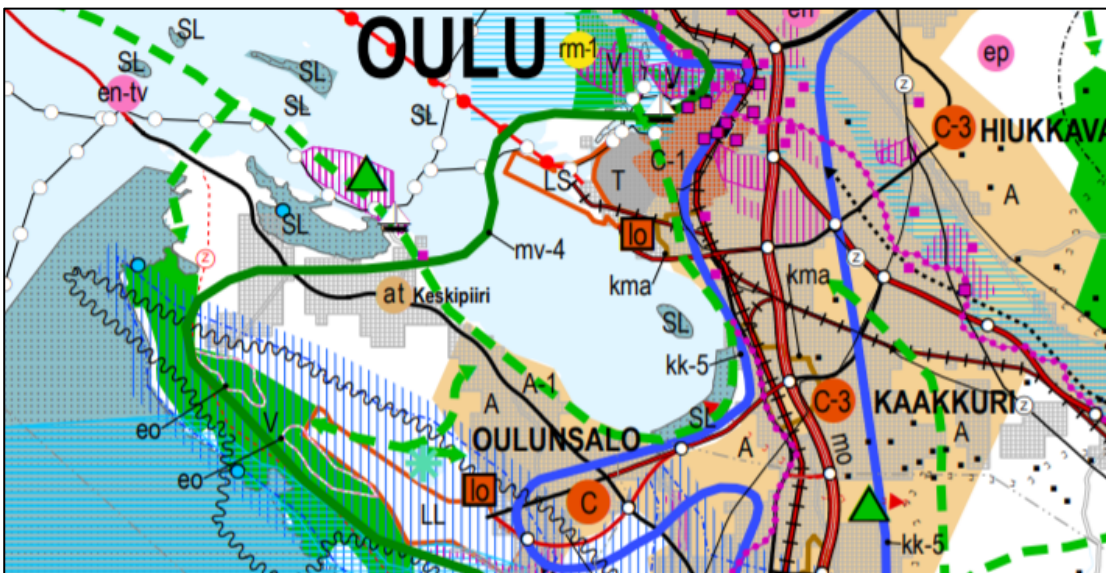 OULU
SL
SL
rm-1
en
ep
V
V
SL
en-tv
SL
SL
C-3 HIUKKAVA
C-1
LS
T
A
SL
lo
mv-4
z
z
kma
kma
at Keskipiiri
SL
kk-5
A-1
A
C-3 KAAKKURI
z
eo
V
SL
OULUNSALO
A
mo
A
eo
lo
C
LL
kk-5